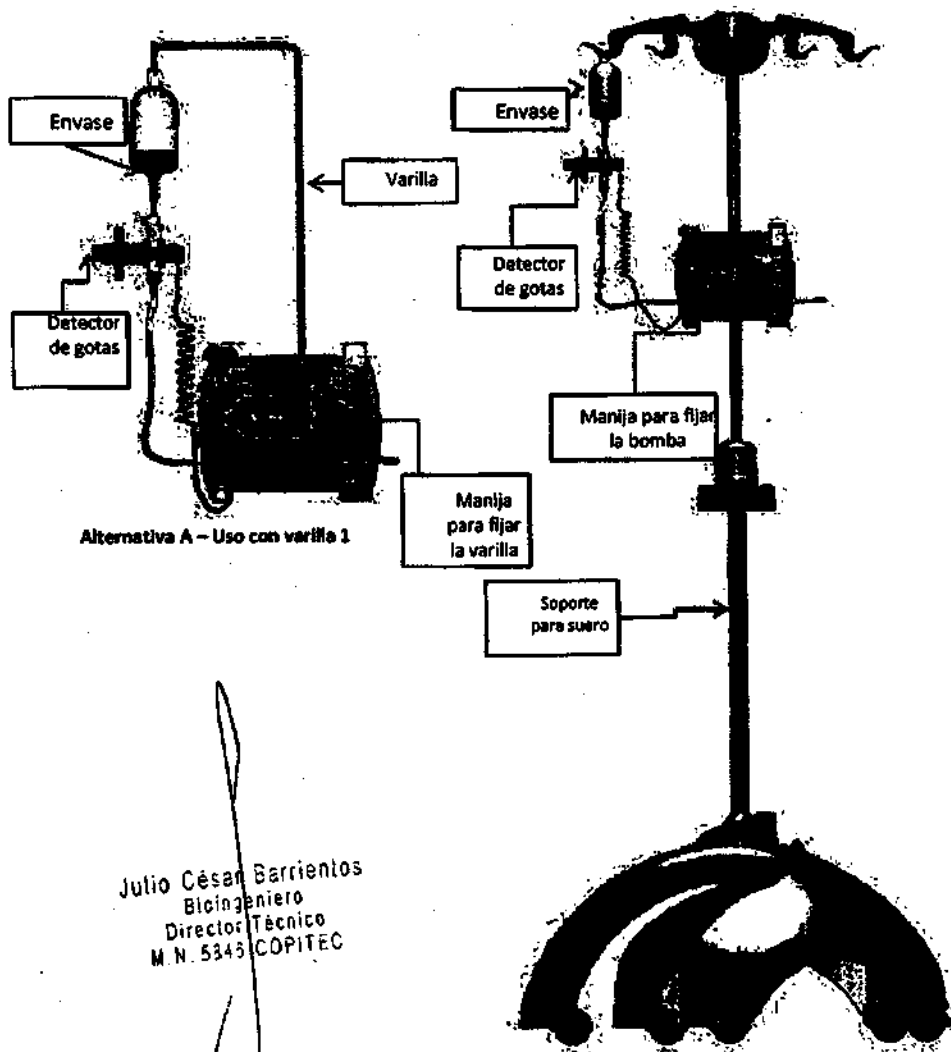 Envase
Varilla
Detector
de gotas
Manija
para fijar
la varilla
Alternativa A – Uso con varilla 1
Envase
Detector
de gotas
Manija para fijar
la bomba
Soporte
para suero
Julio César Barrientos
Bioingeniero
Director Técnico
M.N. 5846 COPITEC